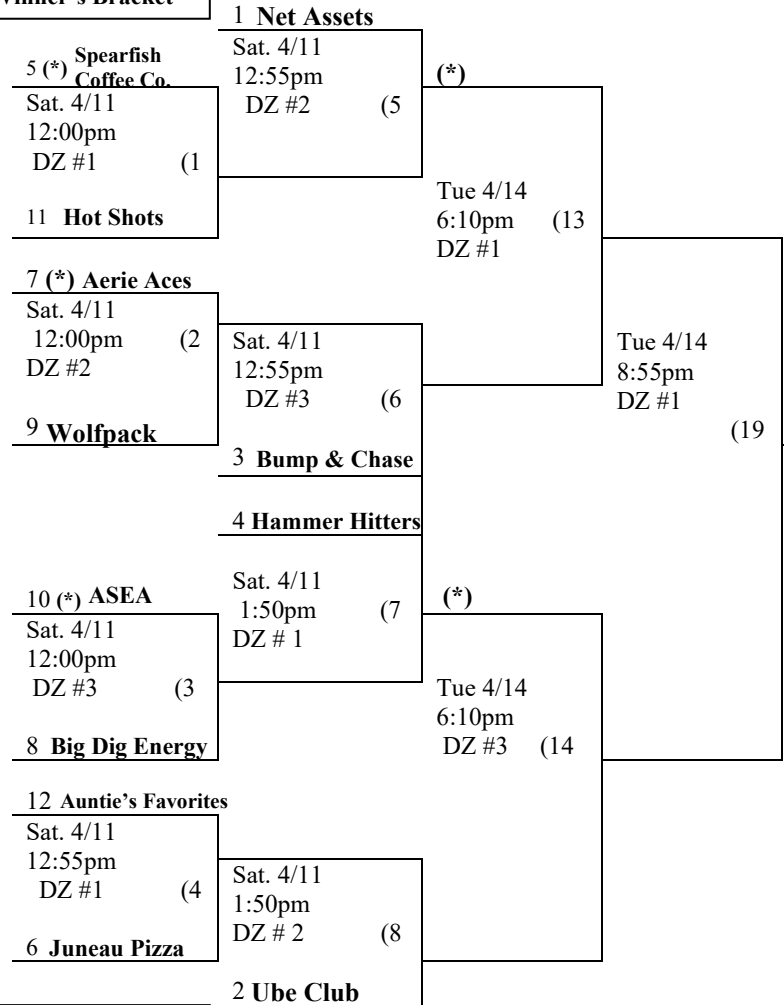 Winner's Bracket
1 Net Assets
Sat. 4/11
12:55pm
DZ #2 (5
5 (*) Spearfish
Coffee Co.
Sat. 4/11
12:00pm
DZ #1 (1
11 Hot Shots
(*)
Tue 4/14
6:10pm (13
DZ #1
7 (*) Aerie Aces
Sat. 4/11
12:00pm (2
DZ #2
9 Wolfpack
Sat. 4/11
12:55pm
DZ #3 (6
3 Bump & Chase
Tue 4/14
8:55pm
DZ #1
(19
4 Hammer Hitters
Sat. 4/11
1:50pm (7
DZ # 1
10 (*) ASEA
Sat. 4/11
12:00pm
DZ #3 (3
8 Big Dig Energy
(*)
Tue 4/14
6:10pm
DZ #3 (14
12 Auntie's Favorites
Sat. 4/11
12:55pm
DZ #1 (4
6 Juneau Pizza
Sat. 4/11
1:50pm
DZ # 2 (8
2 Ube Club